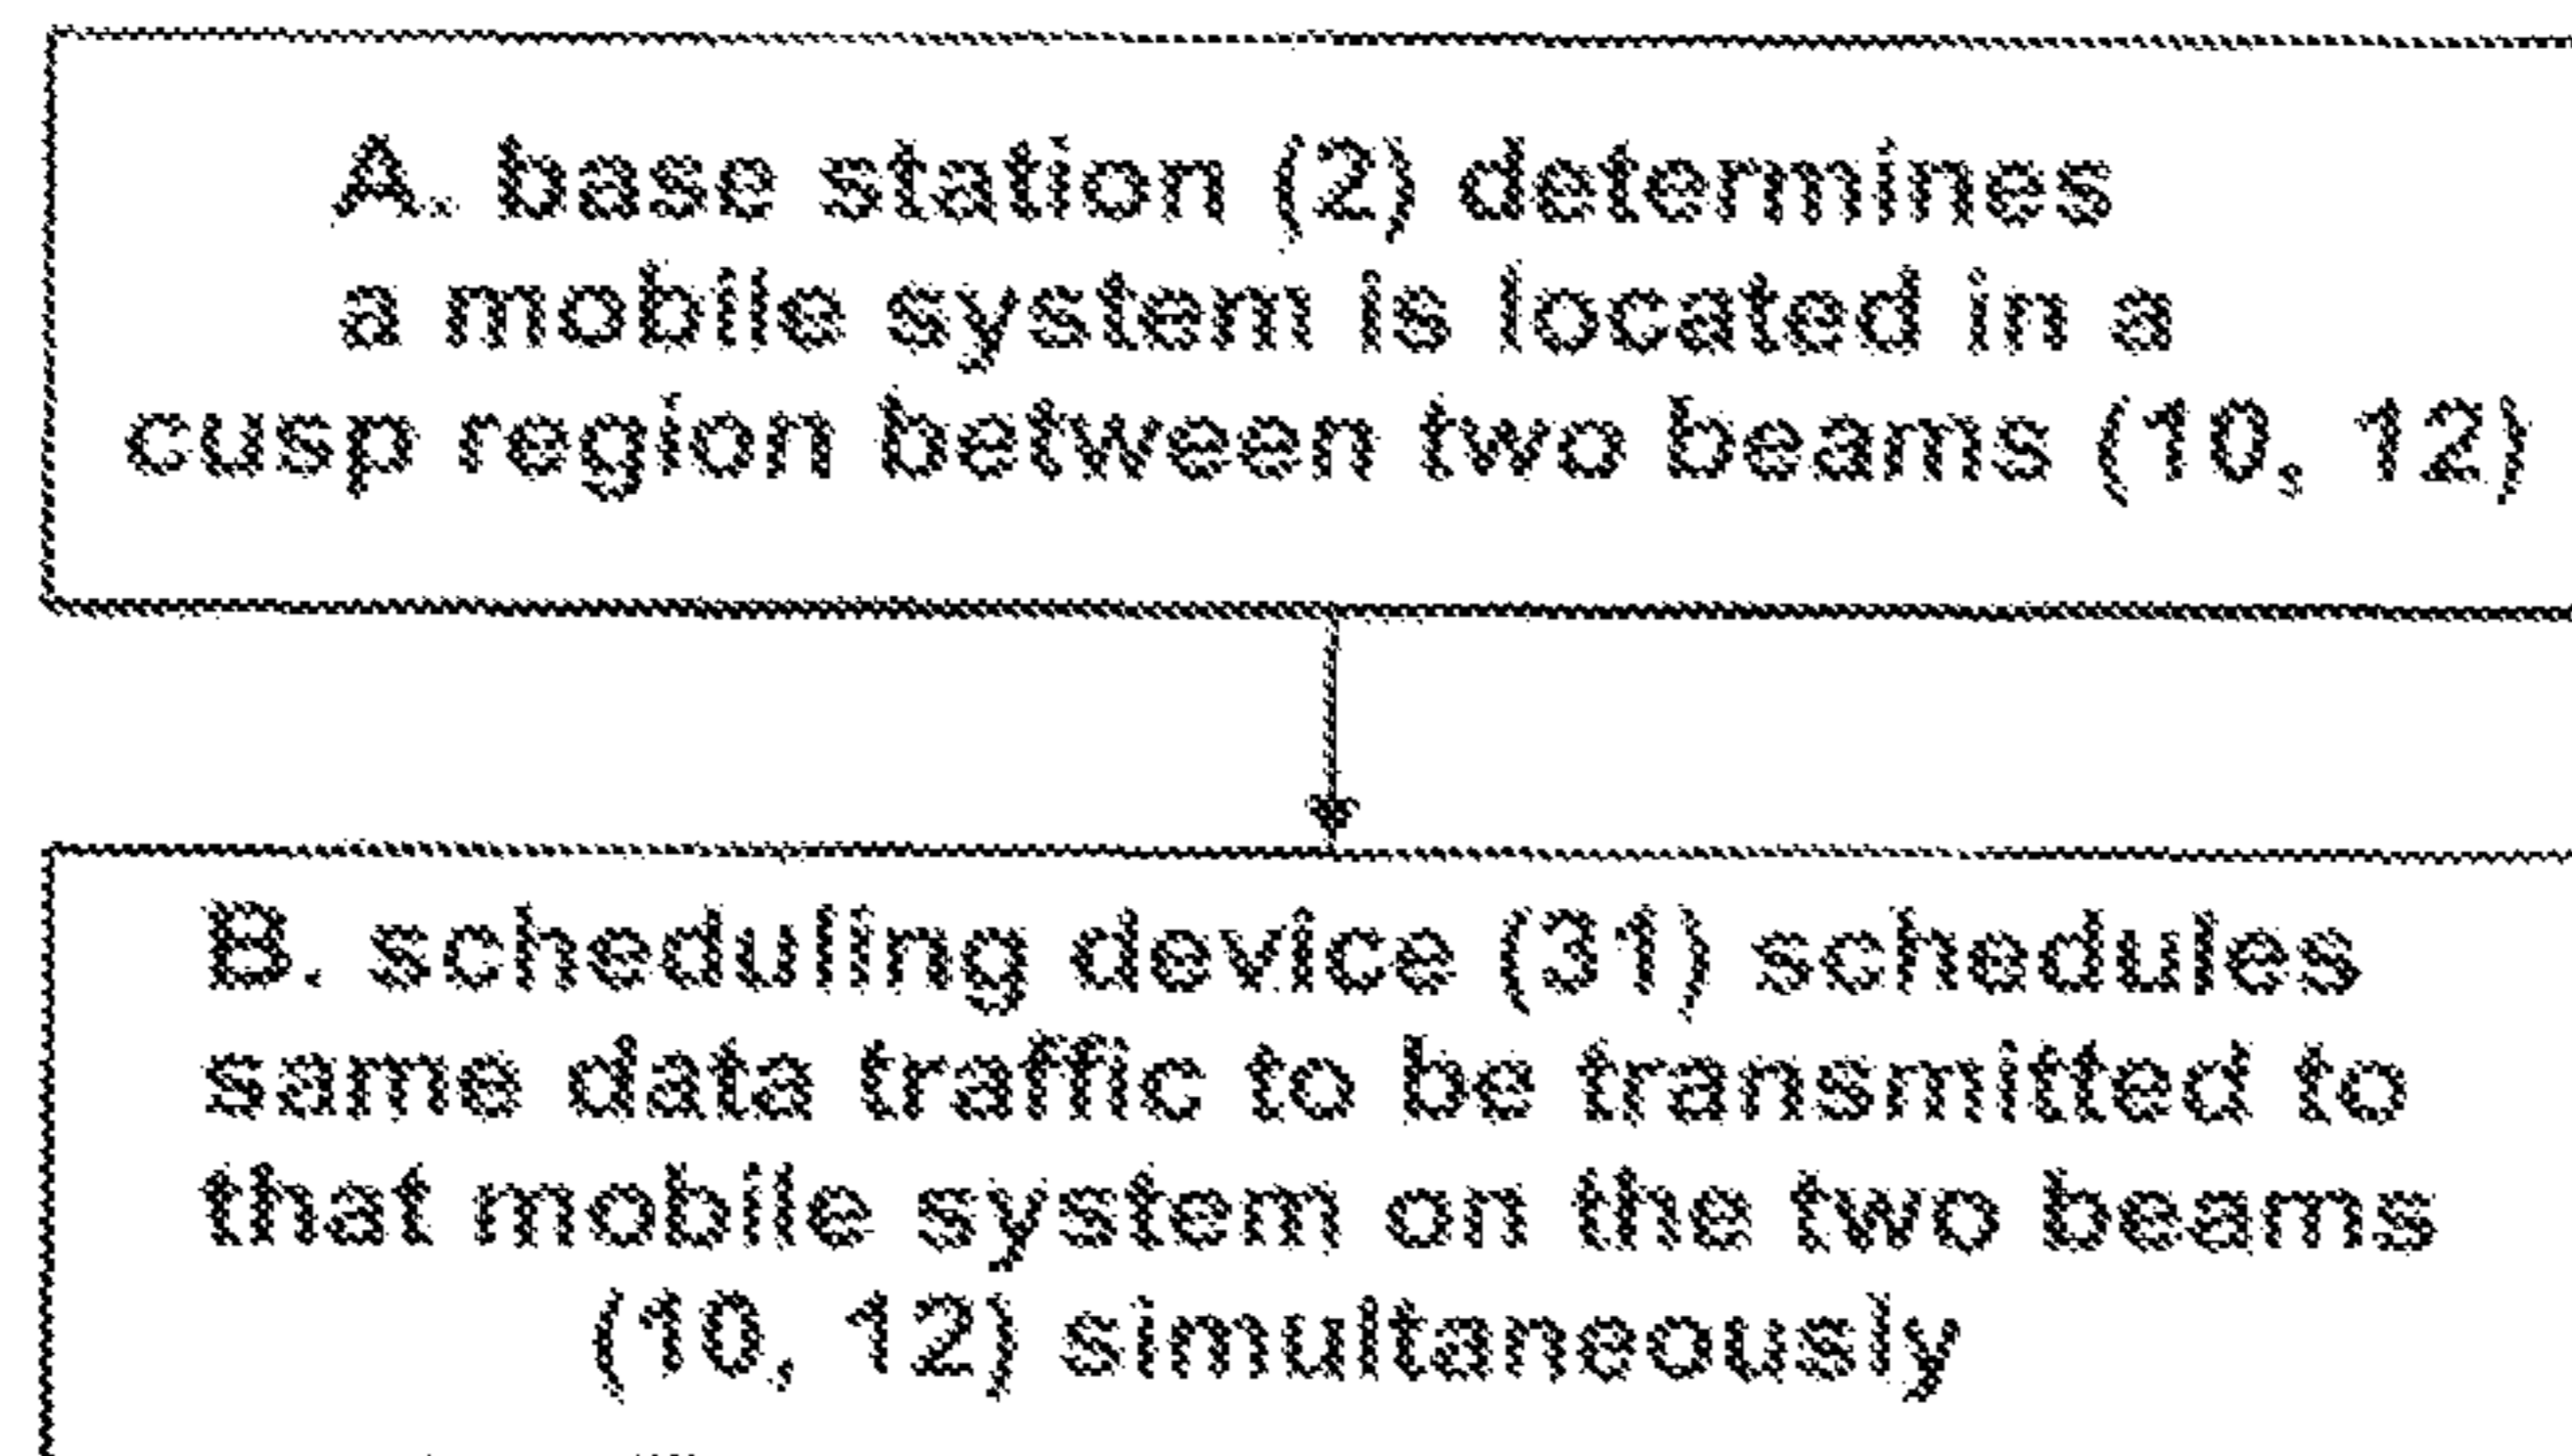 A. base station (2) determines
a mobile system is located in a
cusp region between two beams (10, 12)
B. scheduling device (31) schedules
same data traffic to be transmitted to
that mobile system on the two beams
(10, 12) simultaneously